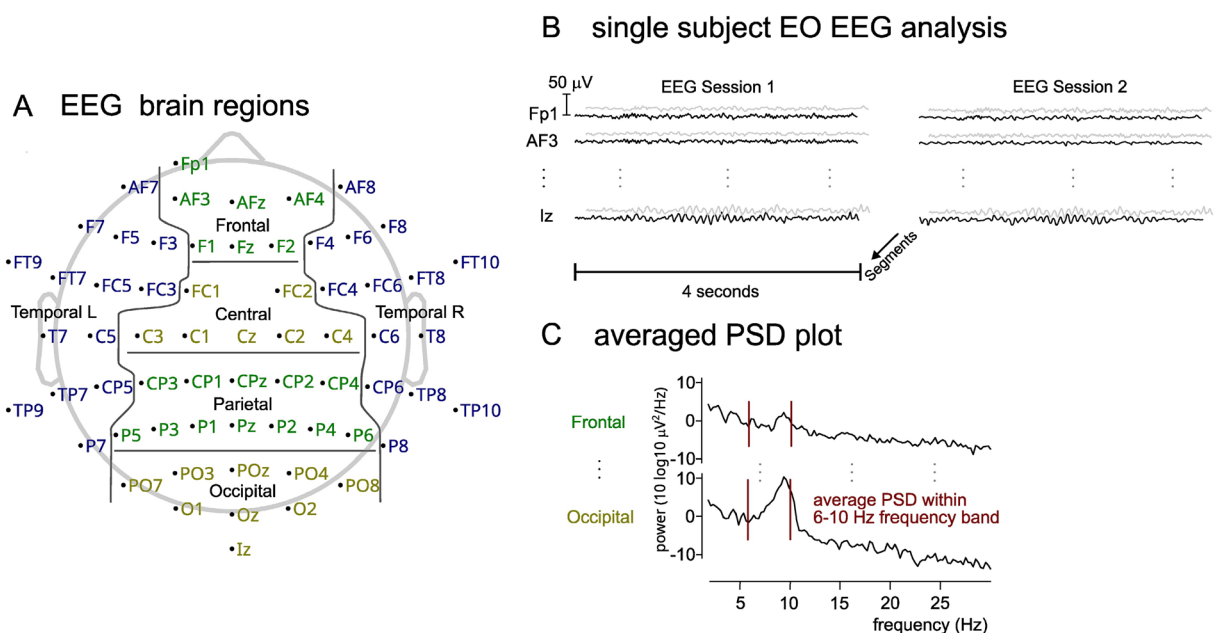 A EEG brain regions
Fp1
AF7 AF3 AFz AF4 AF8
Frontal
F7 F5 F3 F1 Fz F2 F4 F6 F8
FT9 FT7 FC5 FC3 FC1 FC2 FC4 FC6 FT8 FT10
Temporal L Central Temporal R
T7 C5 C3 C1 Cz C2 C4 C6 T8
TP9 TP7 CP5 CP3 CP1 CPz CP2 CP4 CP6 TP8 TP10
Parietal
P7 P5 P3 P1 Pz P2 P4 P6 P8
PO7 PO3 POz PO4 PO8
Occipital
O1 Oz O2
Iz
B single subject EO EEG analysis
50 μV
EEG Session 1 EEG Session 2
Fp1
AF3
Iz
Segments
4 seconds
C averaged PSD plot
Frontal
10
0
-10
Occipital
10
0
-10
power (10 log10 μV²/Hz)
average PSD within
6-10 Hz frequency band
5 10 15 20 25
frequency (Hz)